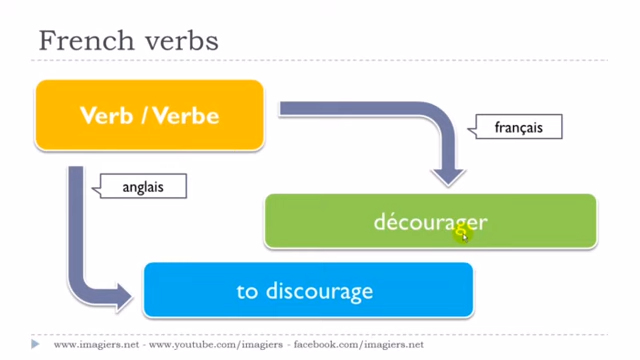 French verbs
Verb / Verbe
français
anglais
décourager
to discourage
www.imagiers.net - www.youtube.com/imagiers - facebook.com/imagiers.net